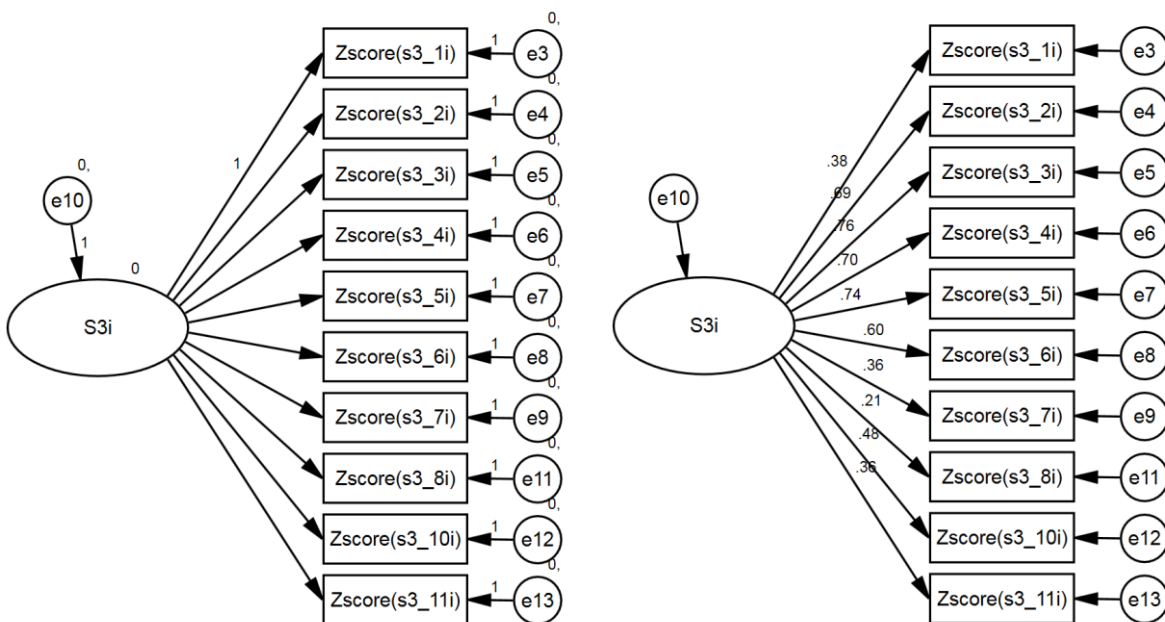 0,
Zscore(s3_1i)
1
e3
0,
Zscore(s3_2i)
1
e4
0,
Zscore(s3_3i)
1
e5
0,
Zscore(s3_4i)
1
e6
0,
Zscore(s3_5i)
1
e7
0,
Zscore(s3_6i)
1
e8
0,
Zscore(s3_7i)
1
e9
0,
Zscore(s3_8i)
1
e11
0,
Zscore(s3_10i)
1
e12
0,
Zscore(s3_11i)
1
e13
1
0,
e10
1
0
S3i
Zscore(s3_1i)
e3
Zscore(s3_2i)
e4
Zscore(s3_3i)
e5
Zscore(s3_4i)
e6
Zscore(s3_5i)
e7
Zscore(s3_6i)
e8
Zscore(s3_7i)
e9
Zscore(s3_8i)
e11
Zscore(s3_10i)
e12
Zscore(s3_11i)
e13
.38
.69
.76
.70
.74
.60
.36
.21
.48
.36
e10
S3i